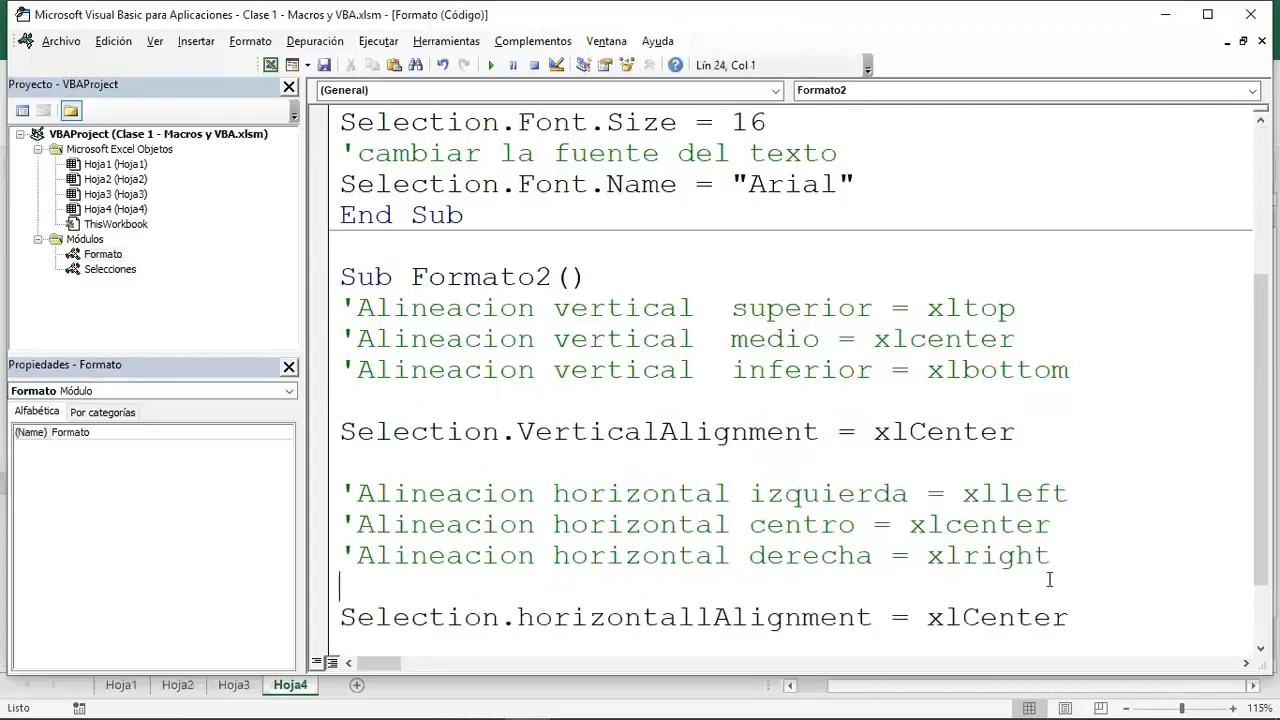 Microsoft Visual Basic para Aplicaciones - Clase 1 - Macros y VBA.xlsm - [Formato (Código)]
Archivo Edición Ver Insertar Formato Depuración Ejecutar Herramientas Complementos Ventana Ayuda
Lín 24, Col 1
Proyecto - VBAProject
VBAProject (Clase 1 - Macros y VBA.xlsm)
Microsoft Excel Objetos
Hoja1 (Hoja1)
Hoja2 (Hoja2)
Hoja3 (Hoja3)
Hoja4 (Hoja4)
ThisWorkbook
Módulos
Formato
Selecciones
Propiedades - Formato
Formato Módulo
Alfabética Por categorías
(Name) Formato
(General) Formato2
Selection.Font.Size = 16
'cambiar la fuente del texto
Selection.Font.Name = "Arial"
End Sub
Sub Formato2()
'Alineacion vertical  superior = xltop
'Alineacion vertical  medio = xlcenter
'Alineacion vertical  inferior = xlbottom
Selection.VerticalAlignment = xlCenter
'Alineacion horizontal izquierda = xlleft
'Alineacion horizontal centro = xlcenter
'Alineacion horizontal derecha = xlright
Selection.horizontallAlignment = xlCenter
Hoja1 Hoja2 Hoja3 Hoja4
Listo
115%